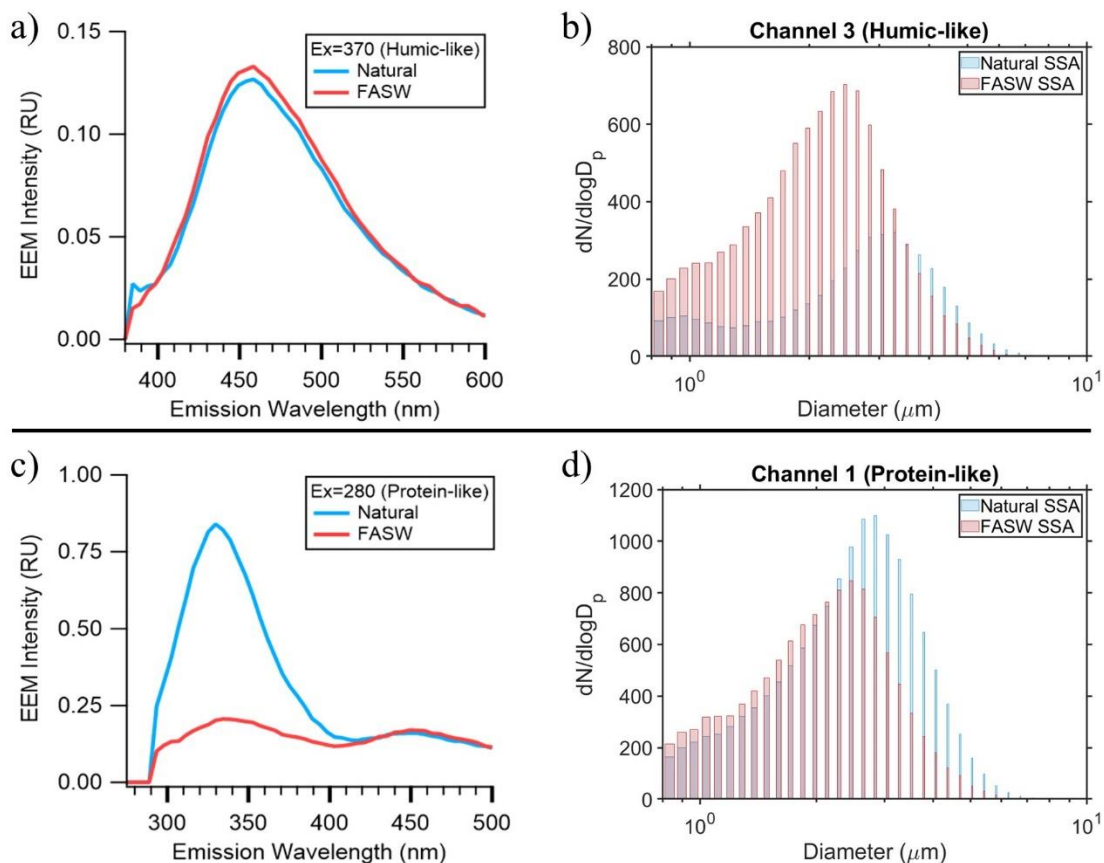 a)
0.15
0.10
0.05
0.00
EEM Intensity (RU)
Ex=370 (Humic-like)
Natural
FASW
400 450 500 550 600
Emission Wavelength (nm)
b)
Channel 3 (Humic-like)
800
600
400
200
0
dN/dlogD_p
Natural SSA
FASW SSA
10^0 10^1
Diameter (μm)
c)
1.00
0.75
0.50
0.25
0.00
EEM Intensity (RU)
Ex=280 (Protein-like)
Natural
FASW
300 350 400 450 500
Emission Wavelength (nm)
d)
Channel 1 (Protein-like)
1200
1000
800
600
400
200
0
dN/dlogD_p
Natural SSA
FASW SSA
10^0 10^1
Diameter (μm)